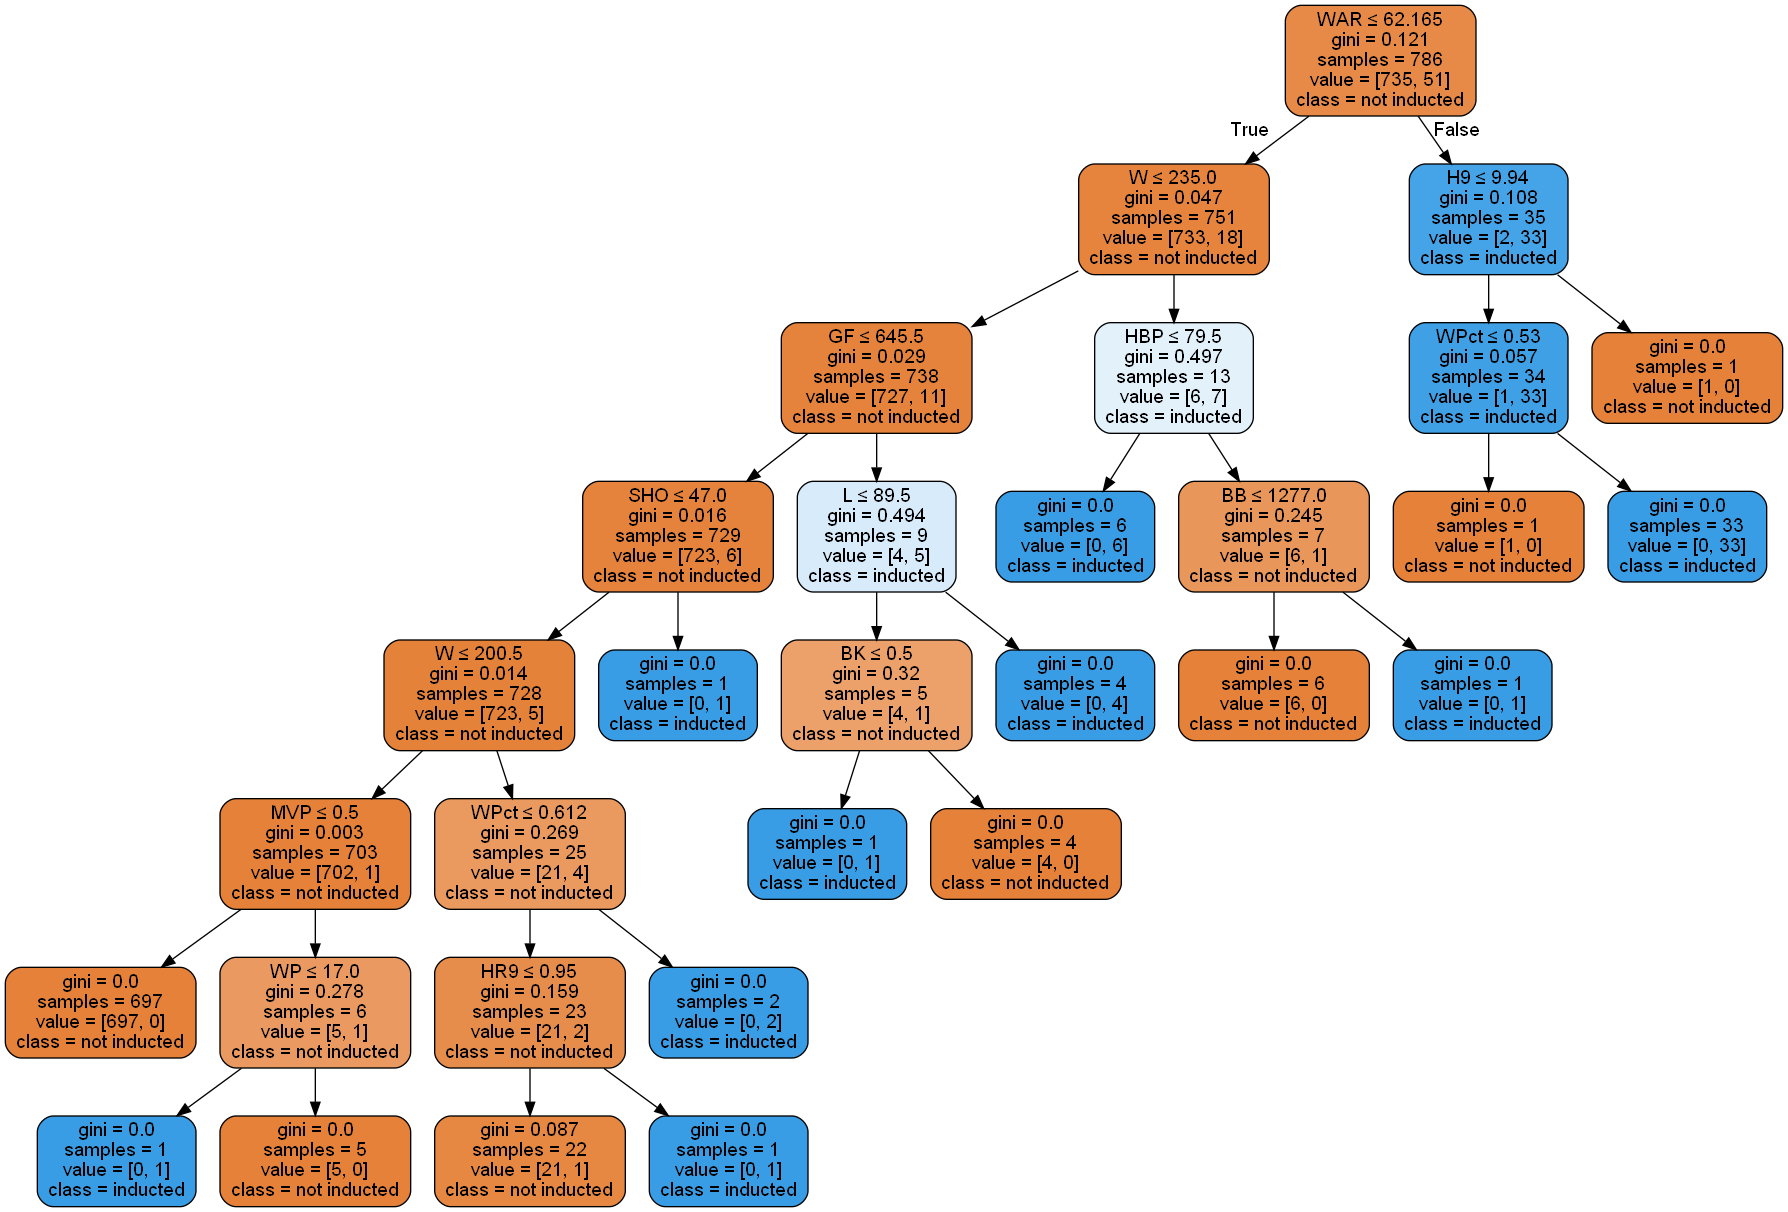 WAR ≤ 62.165
gini = 0.121
samples = 786
value = [735, 51]
class = not inducted
True
False
W ≤ 235.0
gini = 0.047
samples = 751
value = [733, 18]
class = not inducted
H9 ≤ 9.94
gini = 0.108
samples = 35
value = [2, 33]
class = inducted
GF ≤ 645.5
gini = 0.029
samples = 738
value = [727, 11]
class = not inducted
HBP ≤ 79.5
gini = 0.497
samples = 13
value = [6, 7]
class = inducted
WPct ≤ 0.53
gini = 0.057
samples = 34
value = [1, 33]
class = inducted
gini = 0.0
samples = 1
value = [1, 0]
class = not inducted
SHO ≤ 47.0
gini = 0.016
samples = 729
value = [723, 6]
class = not inducted
L ≤ 89.5
gini = 0.494
samples = 9
value = [4, 5]
class = inducted
gini = 0.0
samples = 6
value = [0, 6]
class = inducted
BB ≤ 1277.0
gini = 0.245
samples = 7
value = [6, 1]
class = not inducted
gini = 0.0
samples = 1
value = [1, 0]
class = not inducted
gini = 0.0
samples = 33
value = [0, 33]
class = inducted
W ≤ 200.5
gini = 0.014
samples = 728
value = [723, 5]
class = not inducted
gini = 0.0
samples = 1
value = [0, 1]
class = inducted
BK ≤ 0.5
gini = 0.32
samples = 5
value = [4, 1]
class = not inducted
gini = 0.0
samples = 4
value = [0, 4]
class = inducted
gini = 0.0
samples = 6
value = [6, 0]
class = not inducted
gini = 0.0
samples = 1
value = [0, 1]
class = inducted
MVP ≤ 0.5
gini = 0.003
samples = 703
value = [702, 1]
class = not inducted
WPct ≤ 0.612
gini = 0.269
samples = 25
value = [21, 4]
class = not inducted
gini = 0.0
samples = 1
value = [0, 1]
class = inducted
gini = 0.0
samples = 4
value = [4, 0]
class = not inducted
gini = 0.0
samples = 697
value = [697, 0]
class = not inducted
WP ≤ 17.0
gini = 0.278
samples = 6
value = [5, 1]
class = not inducted
HR9 ≤ 0.95
gini = 0.159
samples = 23
value = [21, 2]
class = not inducted
gini = 0.0
samples = 2
value = [0, 2]
class = inducted
gini = 0.0
samples = 1
value = [0, 1]
class = inducted
gini = 0.0
samples = 5
value = [5, 0]
class = not inducted
gini = 0.087
samples = 22
value = [21, 1]
class = not inducted
gini = 0.0
samples = 1
value = [0, 1]
class = inducted